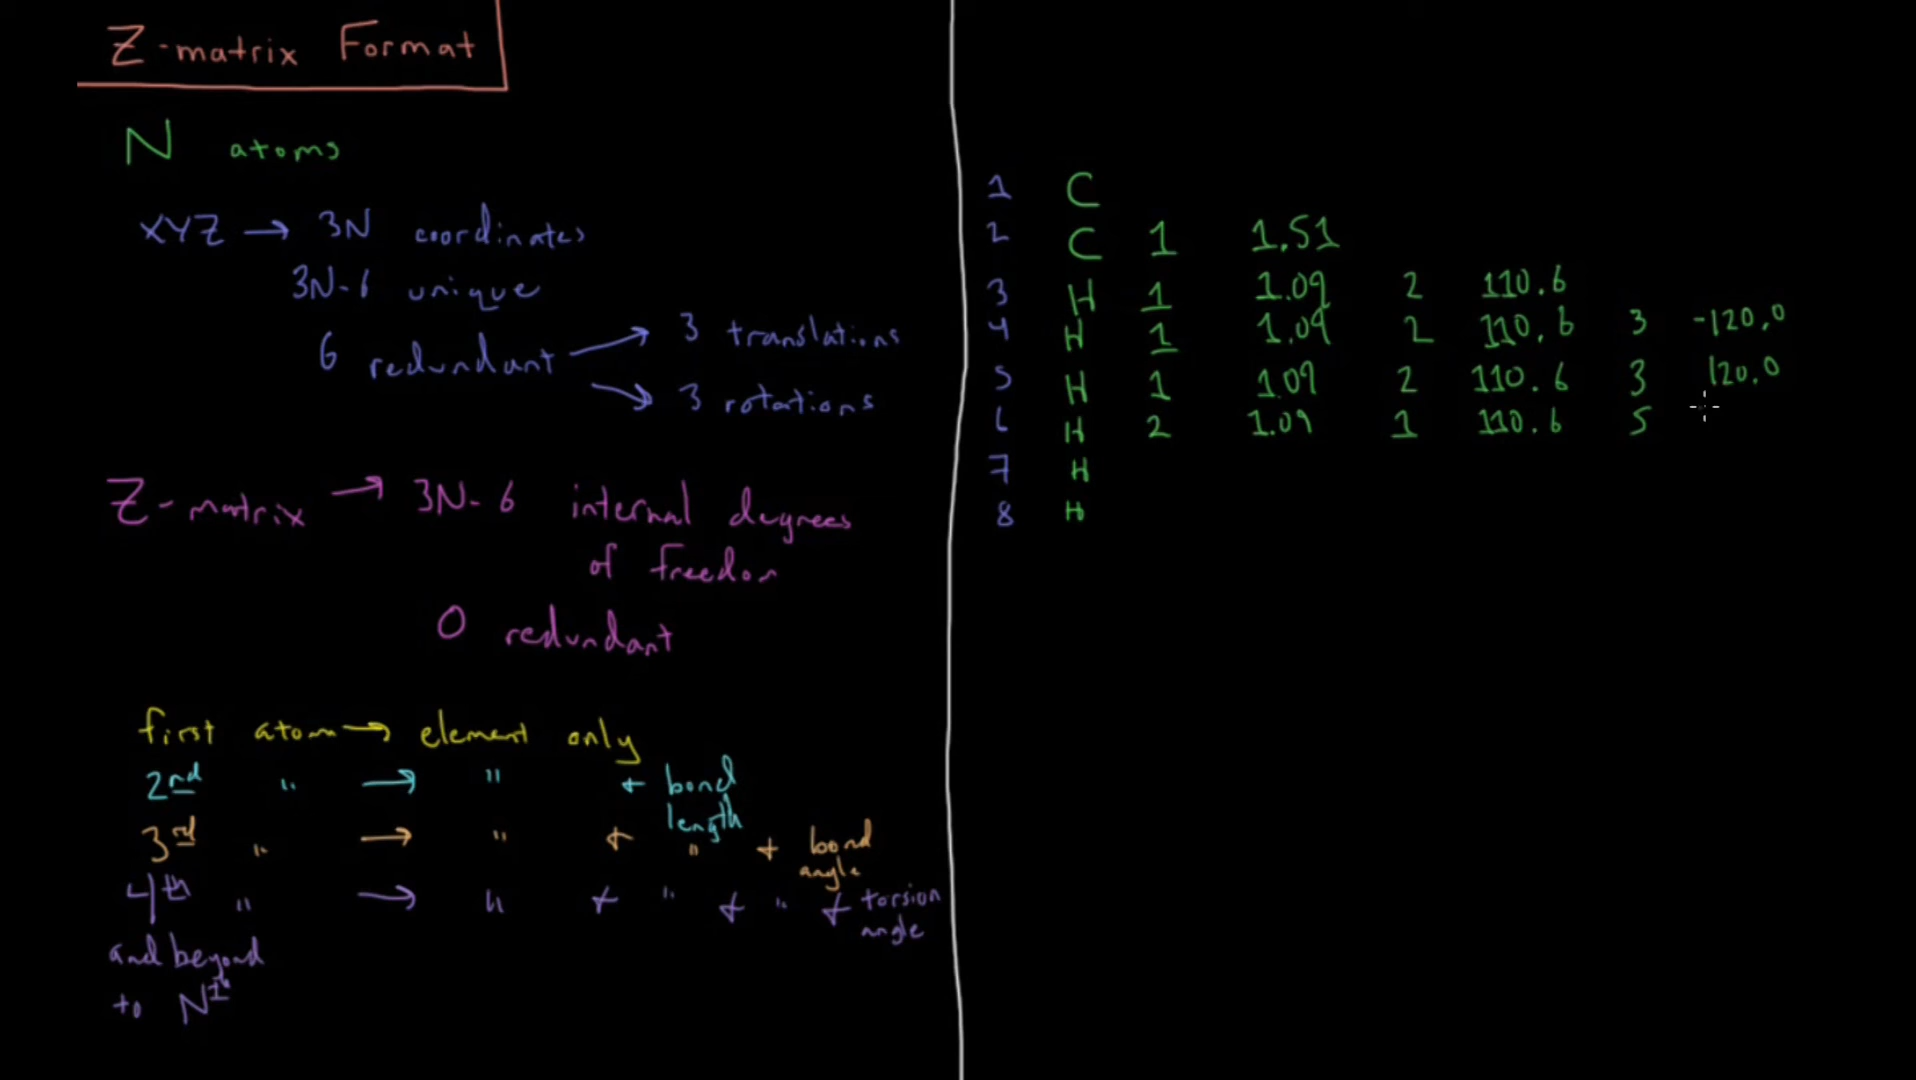 Z-matrix Format
N atoms
XYZ → 3N coordinates
3N-6 unique
6 redundant → 3 translations
→ 3 rotations
Z-matrix → 3N-6 internal degrees
of freedom
0 redundant
first atom → element only
2nd " → " + bond
length
3rd " → " + " + bond
angle
4th " → " + " + " + torsion
angle
and beyond
to Nth
1 C
2 C 1 1.51
3 H 1 1.09 2 110.6
4 H 1 1.09 2 110.6 3 -120.0
5 H 1 1.09 2 110.6 3 120.0
6 H 2 1.09 1 110.6 5
7 H
8 H